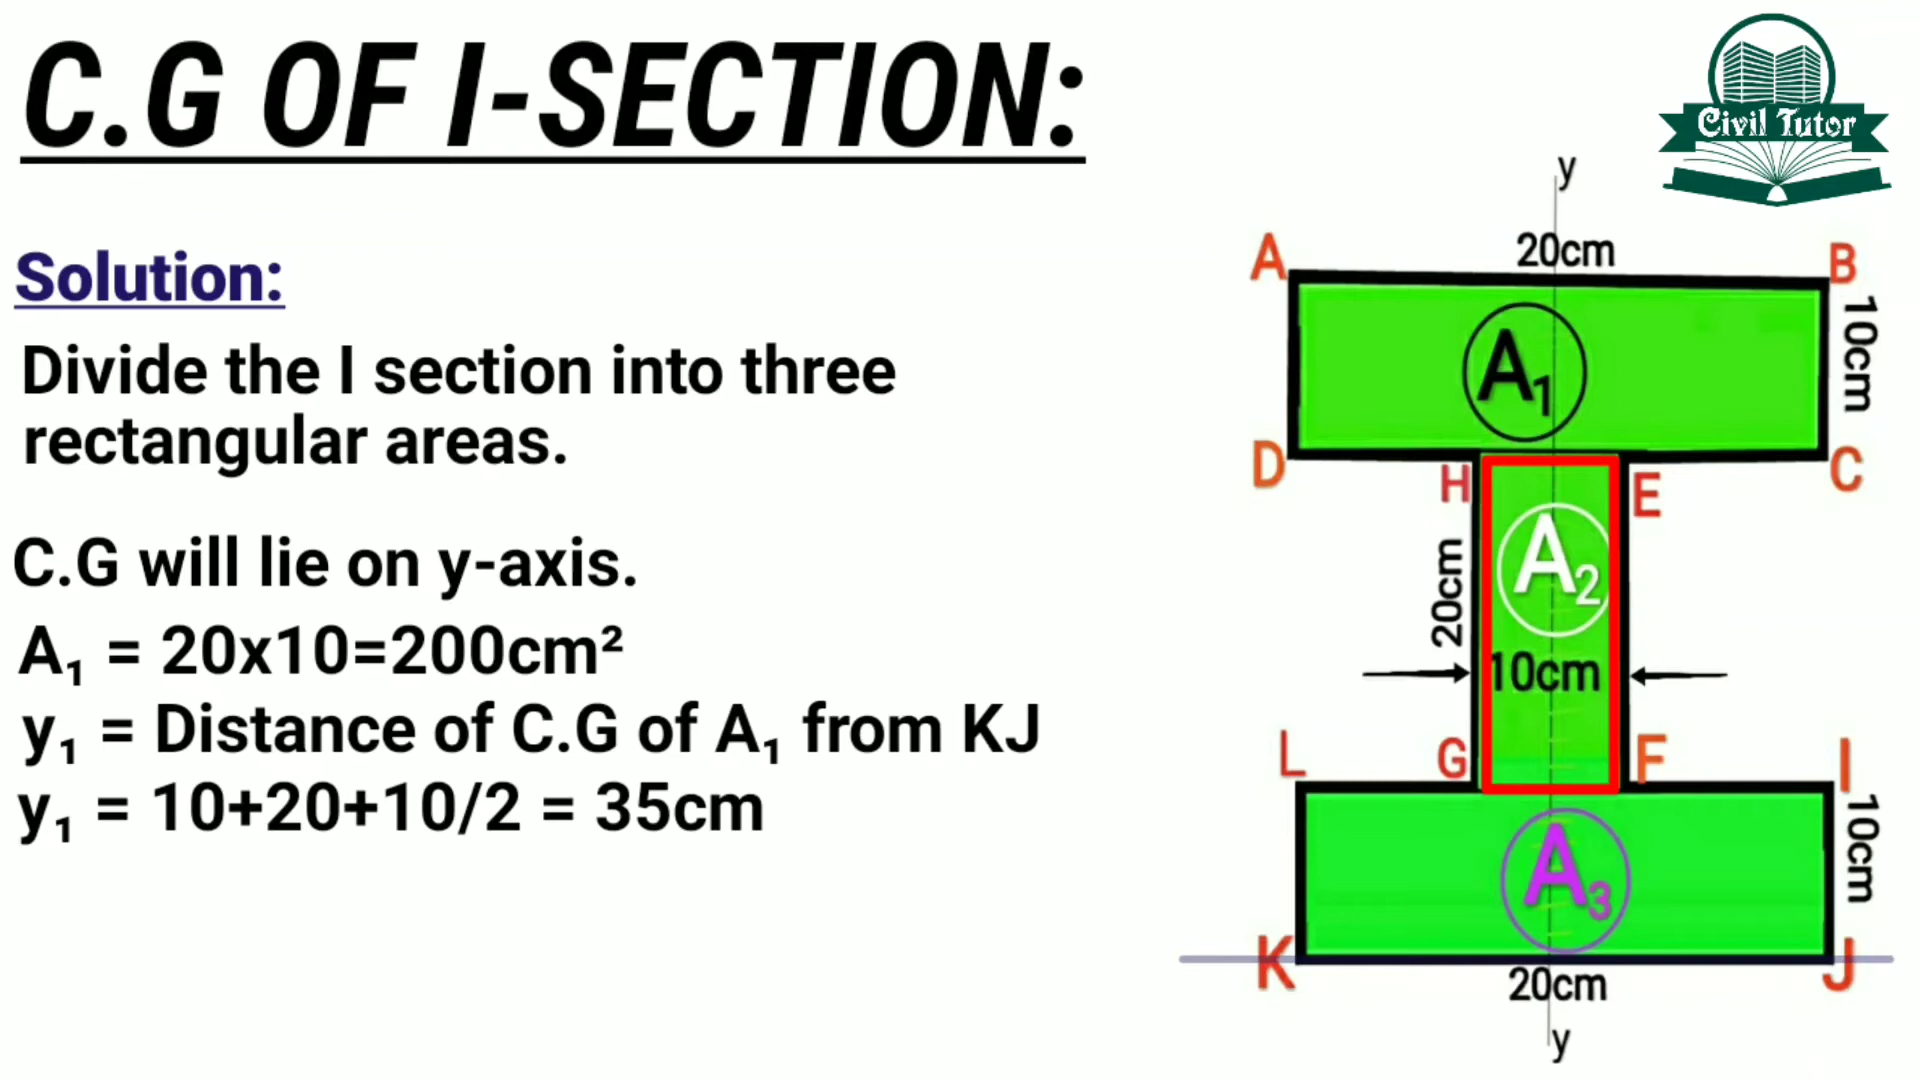 C.G OF I-SECTION:
Civil Tutor
Solution:
Divide the I section into three
rectangular areas.
C.G will lie on y-axis.
A₁ = 20x10=200cm²
y₁ = Distance of C.G of A₁ from KJ
y₁ = 10+20+10/2 = 35cm
y
20cm
A
B
10cm
A₁
D
C
H
E
A₂
20cm
10cm
L
G
F
I
10cm
A₃
K
J
20cm
y